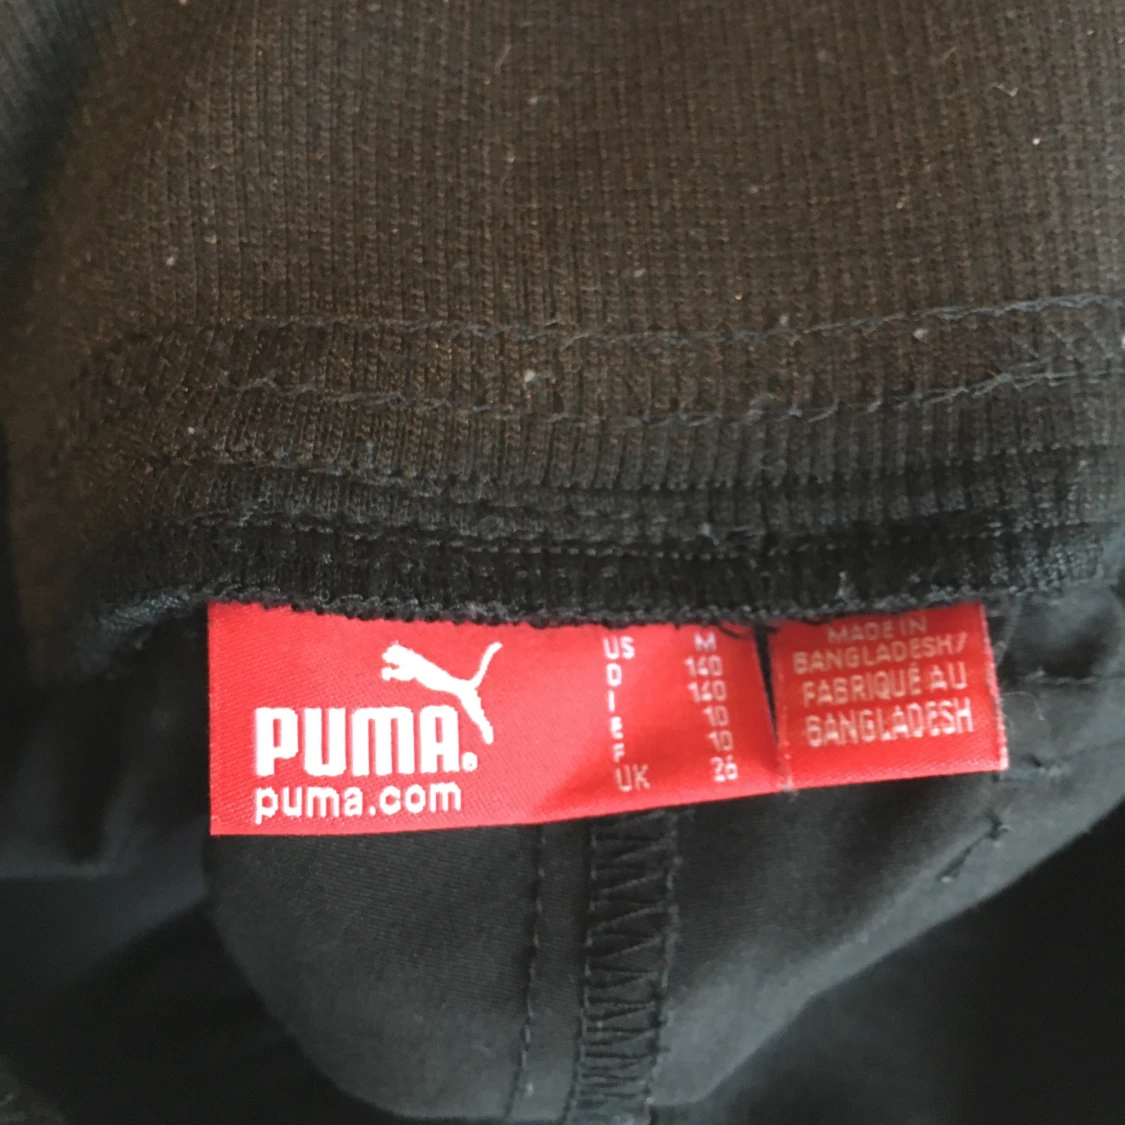 PUMA®
puma.com
US M
D 140
I 140
E 10
F 10
UK 26
MADE IN
BANGLADESH/
FABRIQUÉ AU
BANGLADESH